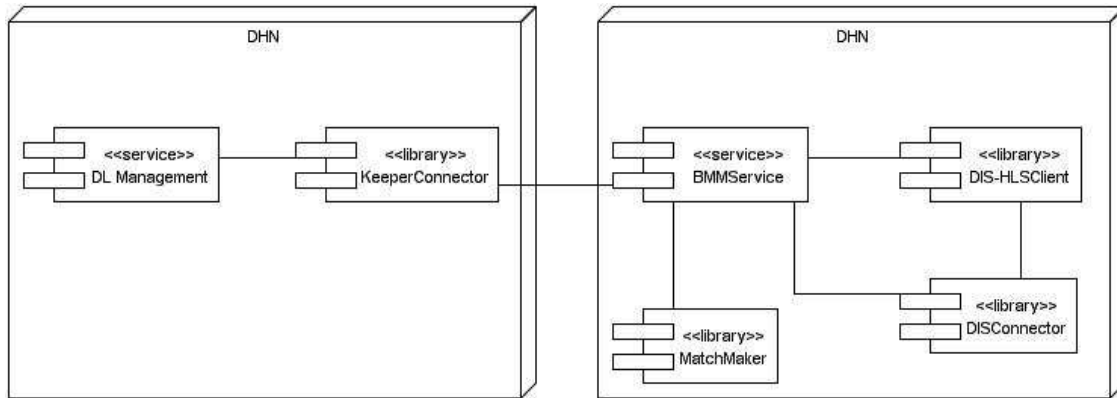 DHN
<<service>>
DL Management
<<library>>
KeeperConnector
DHN
<<service>>
BMMService
<<library>>
DIS-HLSClient
<<library>>
MatchMaker
<<library>>
DISConnector